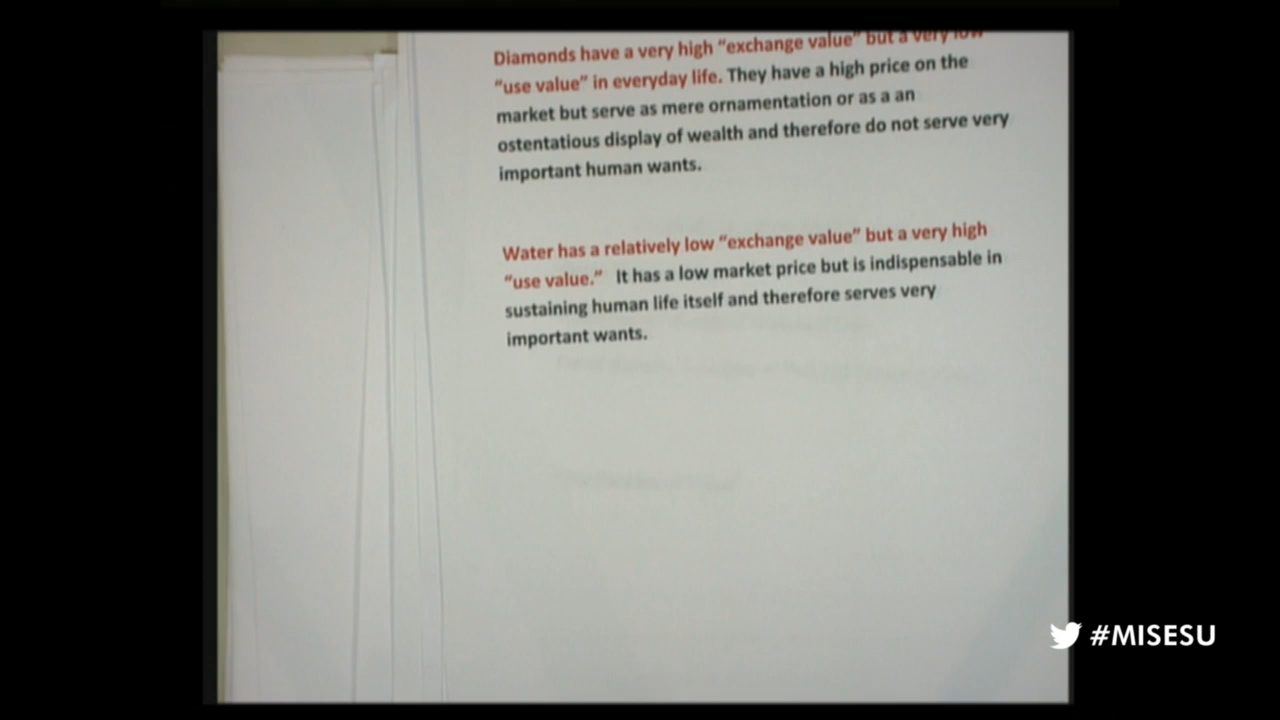 Diamonds have a very high “exchange value” but a very low
“use value” in everyday life. They have a high price on the
market but serve as mere ornamentation or as a an
ostentatious display of wealth and therefore do not serve very
important human wants.
Water has a relatively low “exchange value” but a very high
“use value.” It has a low market price but is indispensable in
sustaining human life itself and therefore serves very
important wants.
#MISESU